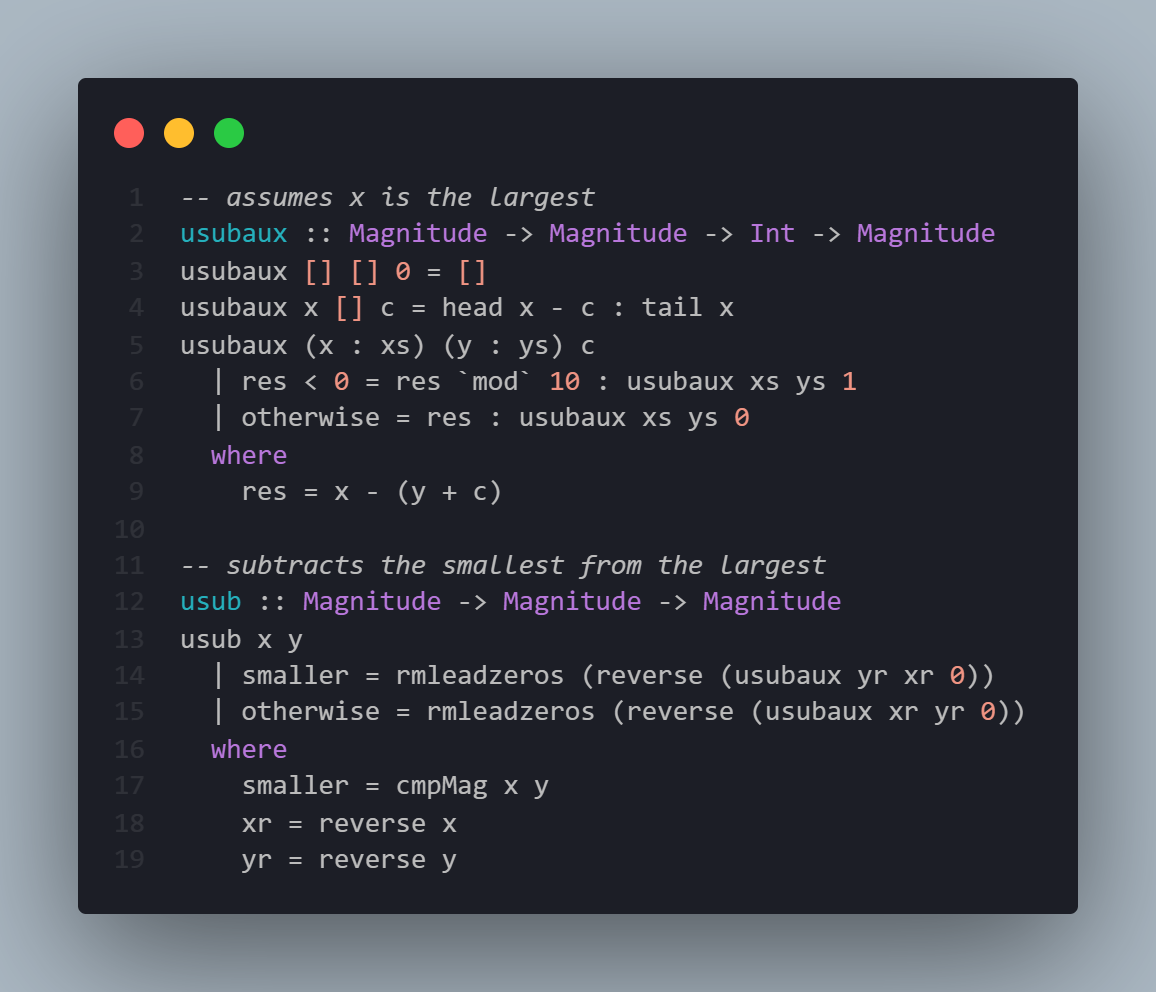 1 -- assumes x is the largest
2 usubaux :: Magnitude -> Magnitude -> Int -> Magnitude
3 usubaux [] [] 0 = []
4 usubaux x [] c = head x - c : tail x
5 usubaux (x : xs) (y : ys) c
6   | res < 0 = res `mod` 10 : usubaux xs ys 1
7   | otherwise = res : usubaux xs ys 0
8   where
9     res = x - (y + c)
10
11 -- subtracts the smallest from the largest
12 usub :: Magnitude -> Magnitude -> Magnitude
13 usub x y
14   | smaller = rmleadzeros (reverse (usubaux yr xr 0))
15   | otherwise = rmleadzeros (reverse (usubaux xr yr 0))
16   where
17     smaller = cmpMag x y
18     xr = reverse x
19     yr = reverse y